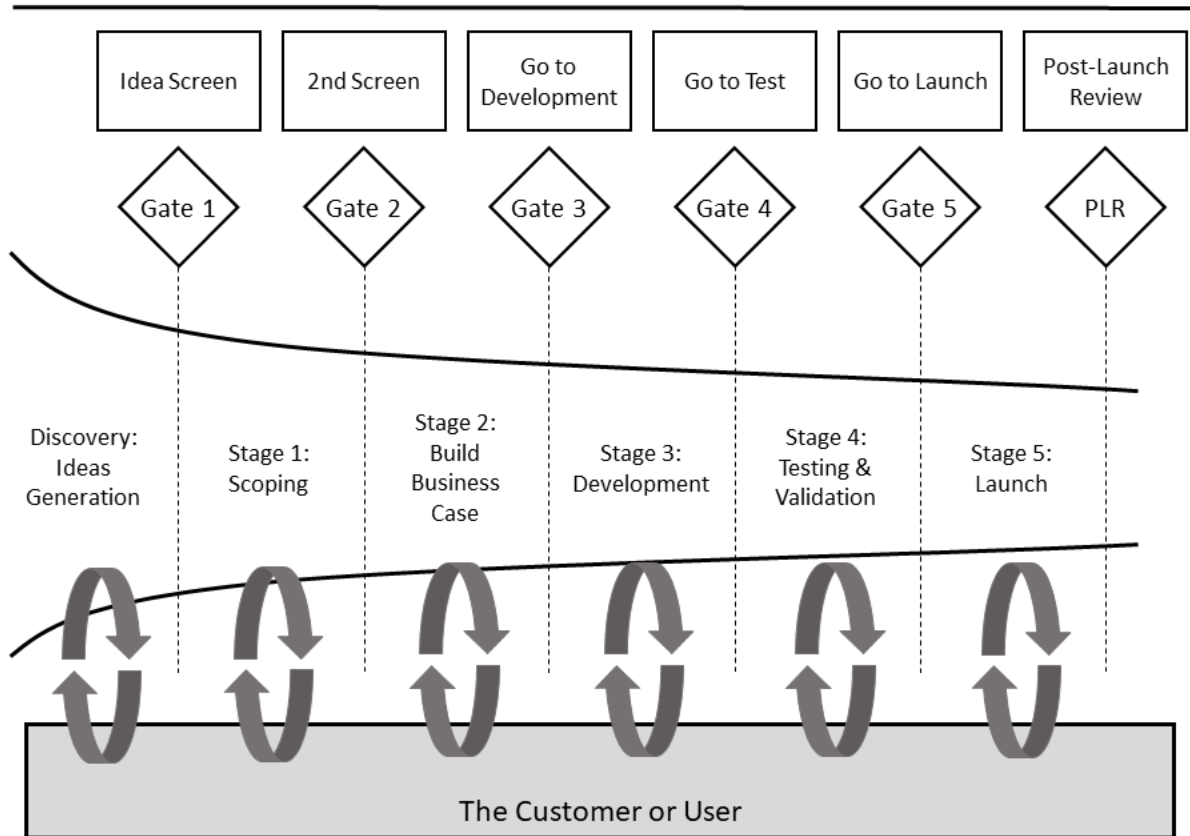 Idea Screen
2nd Screen
Go to
Development
Go to Test
Go to Launch
Post-Launch
Review
Gate 1
Gate 2
Gate 3
Gate 4
Gate 5
PLR
Discovery:
Ideas
Generation
Stage 1:
Scoping
Stage 2:
Build
Business
Case
Stage 3:
Development
Stage 4:
Testing &
Validation
Stage 5:
Launch
The Customer or User